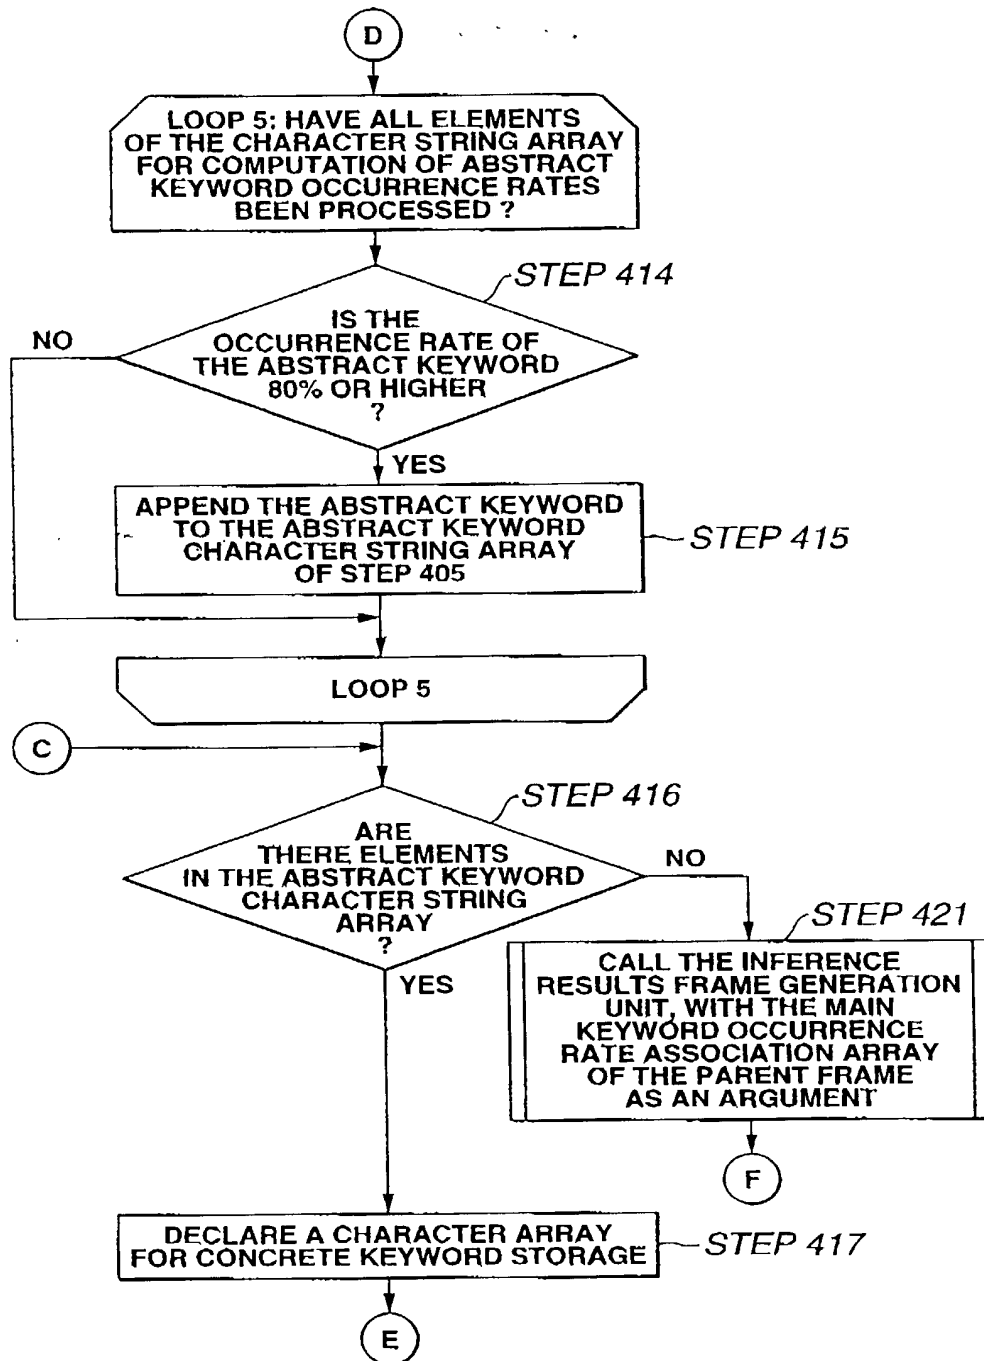 D
LOOP 5: HAVE ALL ELEMENTS
OF THE CHARACTER STRING ARRAY
FOR COMPUTATION OF ABSTRACT
KEYWORD OCCURRENCE RATES
BEEN PROCESSED ?
STEP 414
IS THE
OCCURRENCE RATE OF
THE ABSTRACT KEYWORD
80% OR HIGHER
?
NO
YES
APPEND THE ABSTRACT KEYWORD
TO THE ABSTRACT KEYWORD
CHARACTER STRING ARRAY
OF STEP 405
STEP 415
LOOP 5
C
STEP 416
ARE
THERE ELEMENTS
IN THE ABSTRACT KEYWORD
CHARACTER STRING
ARRAY
?
NO
YES
STEP 421
CALL THE INFERENCE
RESULTS FRAME GENERATION
UNIT, WITH THE MAIN
KEYWORD OCCURRENCE
RATE ASSOCIATION ARRAY
OF THE PARENT FRAME
AS AN ARGUMENT
F
DECLARE A CHARACTER ARRAY
FOR CONCRETE KEYWORD STORAGE
STEP 417
E